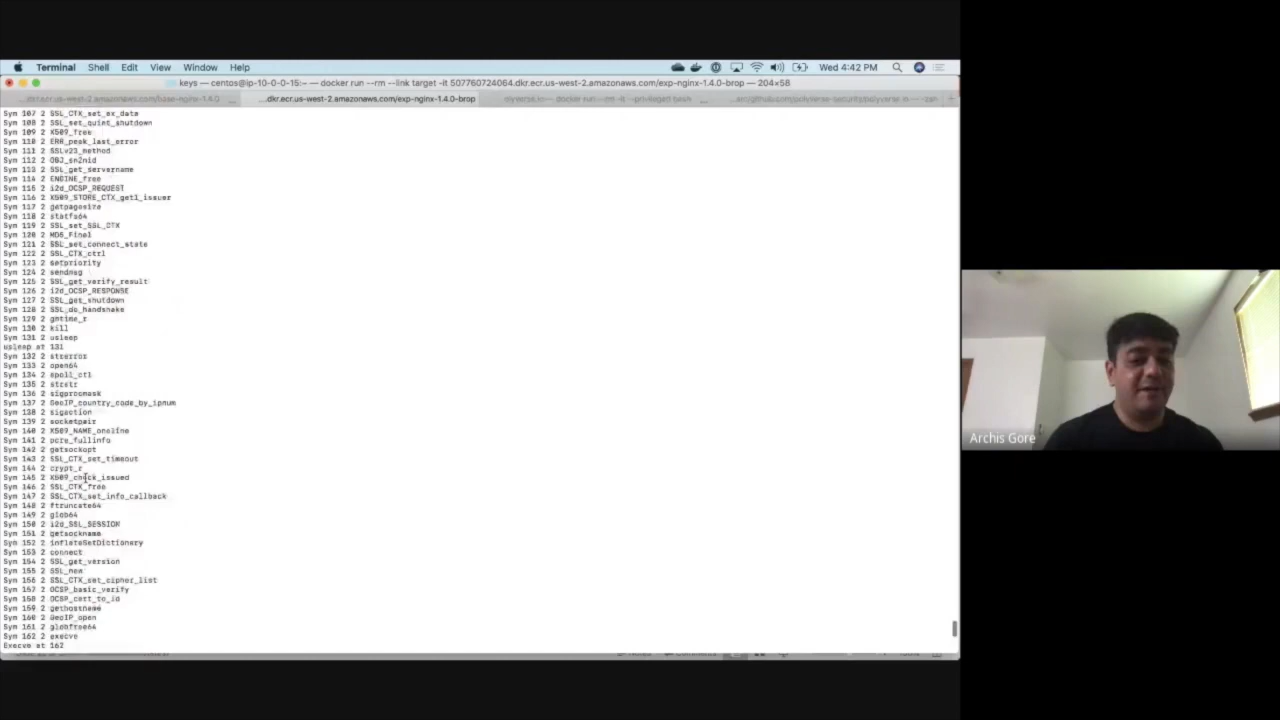 Terminal Shell Edit View Window Help Wed 4:42 PM
keys — centos@ip-10-0-0-15:~ — docker run --rm --link target -it 507760724064.dkr.ecr.us-west-2.amazonaws.com/exp-nginx-1.4.0-brop — 204×58
...dkr.ecr.us-west-2.amazonaws.com/exp-nginx-1.4.0-brop
Sym 107 2 SSL_CTX_set_ex_data
Sym 108 2 SSL_set_quiet_shutdown
Sym 109 2 X509_free
Sym 110 2 ERR_peek_last_error
Sym 111 2 SSLv23_method
Sym 112 2 OBJ_sn2nid
Sym 113 2 SSL_get_servername
Sym 114 2 ENGINE_free
Sym 115 2 i2d_OCSP_REQUEST
Sym 116 2 X509_STORE_CTX_get1_issuer
Sym 117 2 getpagesize
Sym 118 2 statfs64
Sym 119 2 SSL_set_SSL_CTX
Sym 120 2 MD5_Final
Sym 121 2 SSL_set_connect_state
Sym 122 2 SSL_CTX_ctrl
Sym 123 2 setpriority
Sym 124 2 sendmsg
Sym 125 2 SSL_get_verify_result
Sym 126 2 i2d_OCSP_RESPONSE
Sym 127 2 SSL_get_shutdown
Sym 128 2 SSL_do_handshake
Sym 129 2 gmtime_r
Sym 130 2 kill
Sym 131 2 usleep
usleep at 131
Sym 132 2 strerror
Sym 133 2 open64
Sym 134 2 epoll_ctl
Sym 135 2 strstr
Sym 136 2 sigprocmask
Sym 137 2 GeoIP_country_code_by_ipnum
Sym 138 2 sigaction
Sym 139 2 socketpair
Sym 140 2 X509_NAME_oneline
Sym 141 2 pcre_fullinfo
Sym 142 2 getsockopt
Sym 143 2 SSL_CTX_set_timeout
Sym 144 2 crypt_r
Sym 145 2 X509_check_issued
Sym 146 2 SSL_CTX_free
Sym 147 2 SSL_CTX_set_info_callback
Sym 148 2 ftruncate64
Sym 149 2 glob64
Sym 150 2 i2d_SSL_SESSION
Sym 151 2 getsockname
Sym 152 2 inflateSetDictionary
Sym 153 2 connect
Sym 154 2 SSL_get_version
Sym 155 2 SSL_new
Sym 156 2 SSL_CTX_set_cipher_list
Sym 157 2 OCSP_basic_verify
Sym 158 2 OCSP_cert_to_id
Sym 159 2 gethostname
Sym 160 2 GeoIP_open
Sym 161 2 globfree64
Sym 162 2 execve
Execve at 162
Archis Gore